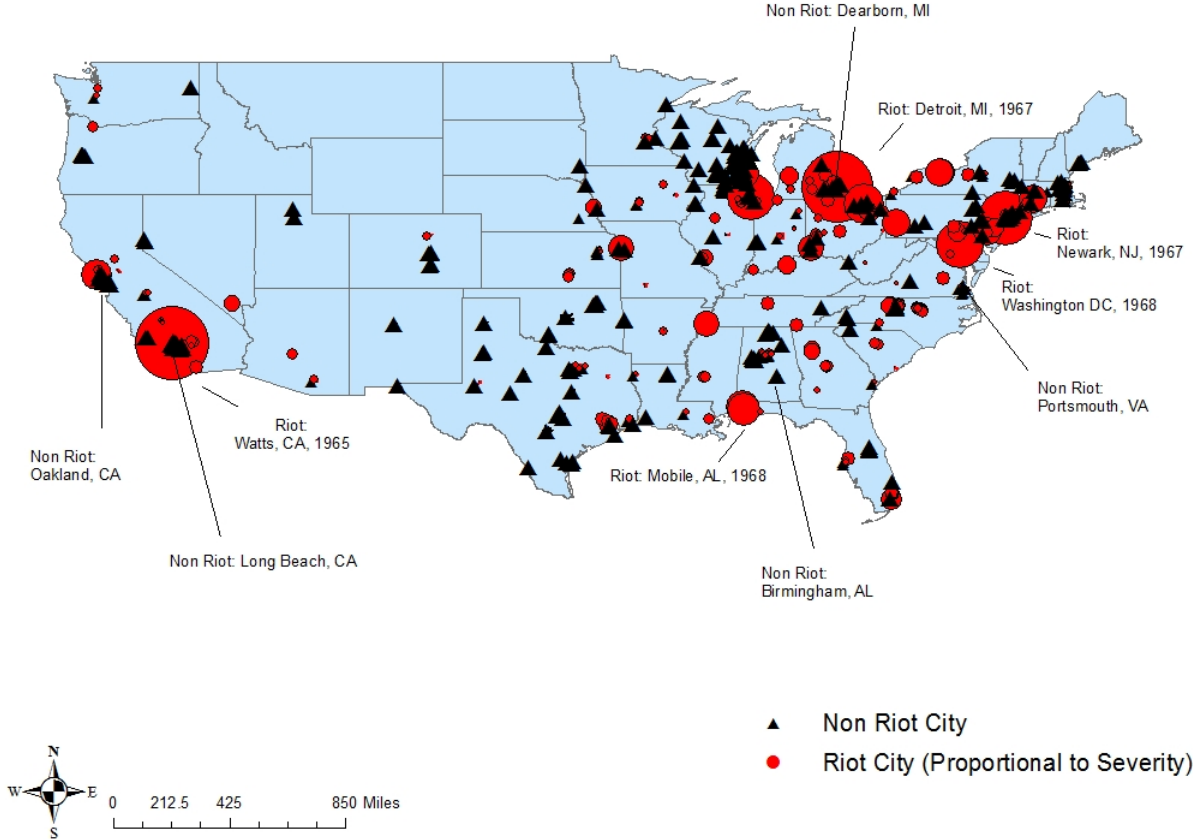 Non Riot: Dearborn, MI
Riot: Detroit, MI, 1967
Riot:
Newark, NJ, 1967
Riot:
Washington DC, 1968
Non Riot:
Portsmouth, VA
Riot:
Watts, CA, 1965
Non Riot:
Oakland, CA
Riot: Mobile, AL, 1968
Non Riot: Long Beach, CA
Non Riot:
Birmingham, AL
Non Riot City
Riot City (Proportional to Severity)
N
W E
S
0 212.5 425 850 Miles